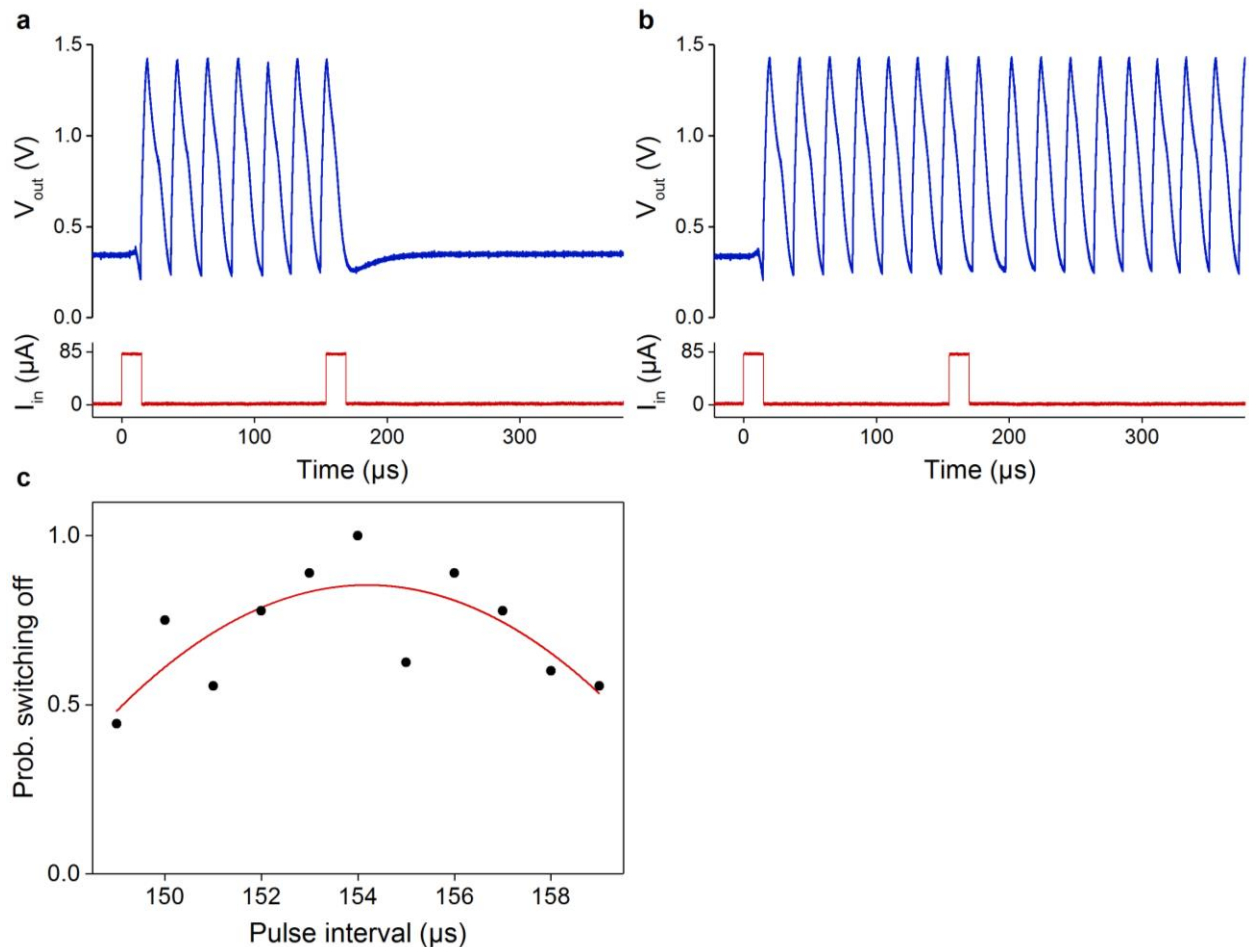 a
1.5
1.0
0.5
0.0
V_out (V)
85
0
I_in (µA)
0 100 200 300
Time (µs)
b
1.5
1.0
0.5
0.0
V_out (V)
85
0
I_in (µA)
0 100 200 300
Time (µs)
c
1.0
0.5
0.0
Prob. switching off
150 152 154 156 158
Pulse interval (µs)